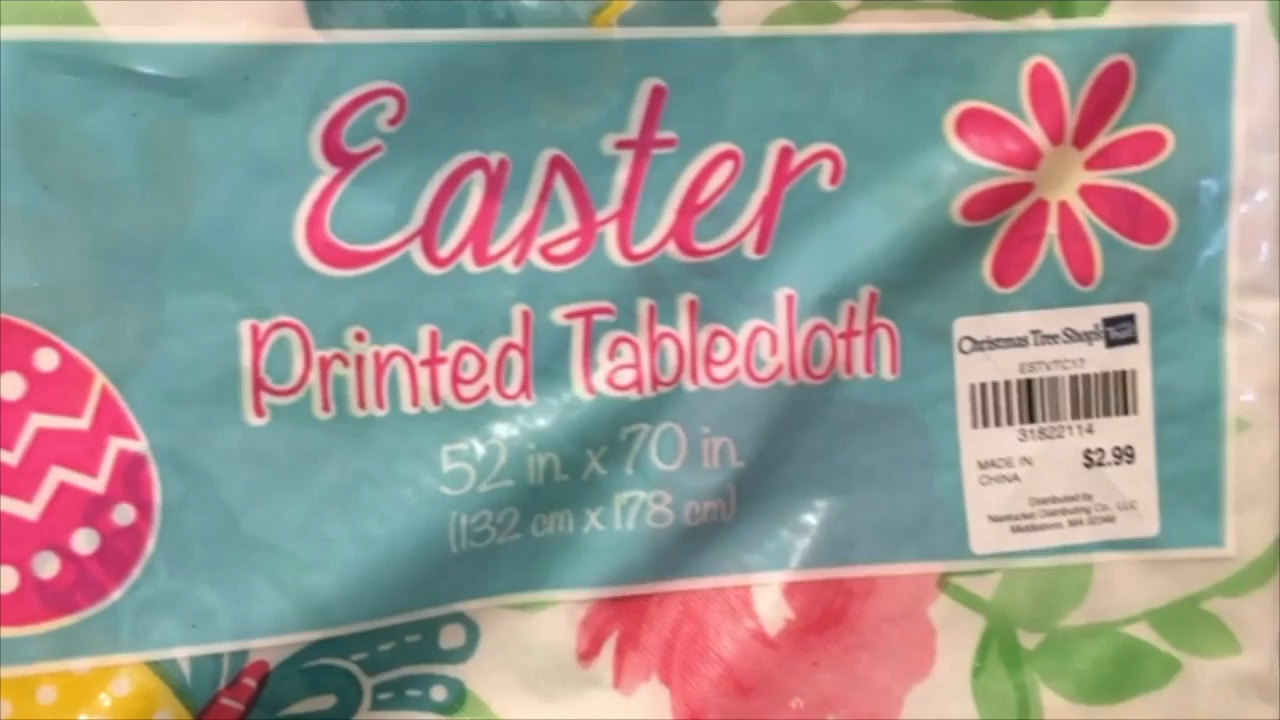 Easter
Printed Tablecloth
52 in. x 70 in.
(132 cm x 178 cm)
Christmas Tree Shops
ESTVTC17
31822114
MADE IN
CHINA
$2.99
Distributed by
Nantucket Distributing Co., LLC
Middleboro, MA 02346